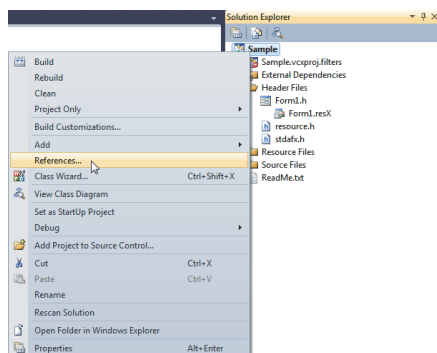 Solution Explorer
Sample
Sample.vcxproj.filters
External Dependencies
Header Files
Form1.h
Form1.resX
resource.h
stdafx.h
Resource Files
Source Files
ReadMe.txt
Build
Rebuild
Clean
Project Only
Build Customizations...
Add
References...
Class Wizard... Ctrl+Shift+X
View Class Diagram
Set as StartUp Project
Debug
Add Project to Source Control...
Cut Ctrl+X
Paste Ctrl+V
Rename
Rescan Solution
Open Folder in Windows Explorer
Properties Alt+Enter